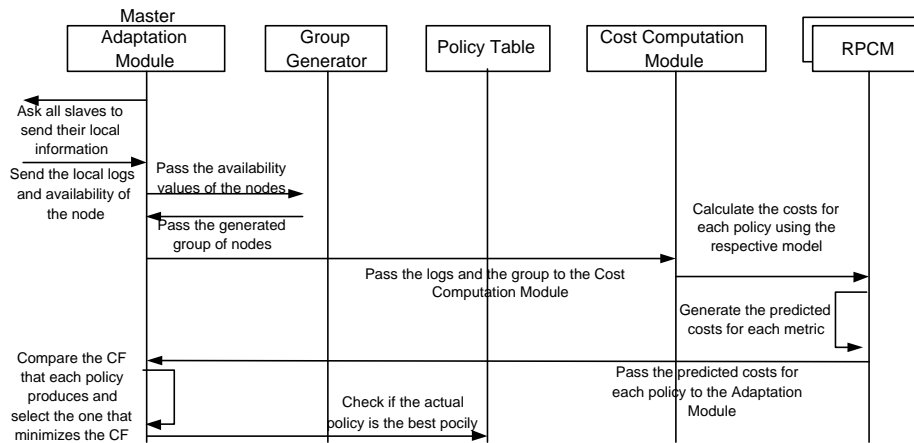 Master
Adaptation
Module
Group
Generator
Policy Table
Cost Computation
Module
RPCM
Ask all slaves to
send their local
information
Send the local logs
and availability of
the node
Pass the availability
values of the nodes
Pass the generated
group of nodes
Calculate the costs for
each policy using the
respective model
Pass the logs and the group to the Cost
Computation Module
Generate the predicted
costs for each metric
Compare the CF
that each policy
produces and
select the one that
minimizes the CF
Pass the predicted costs for
each policy to the Adaptation
Module
Check if the actual
policy is the best pocily